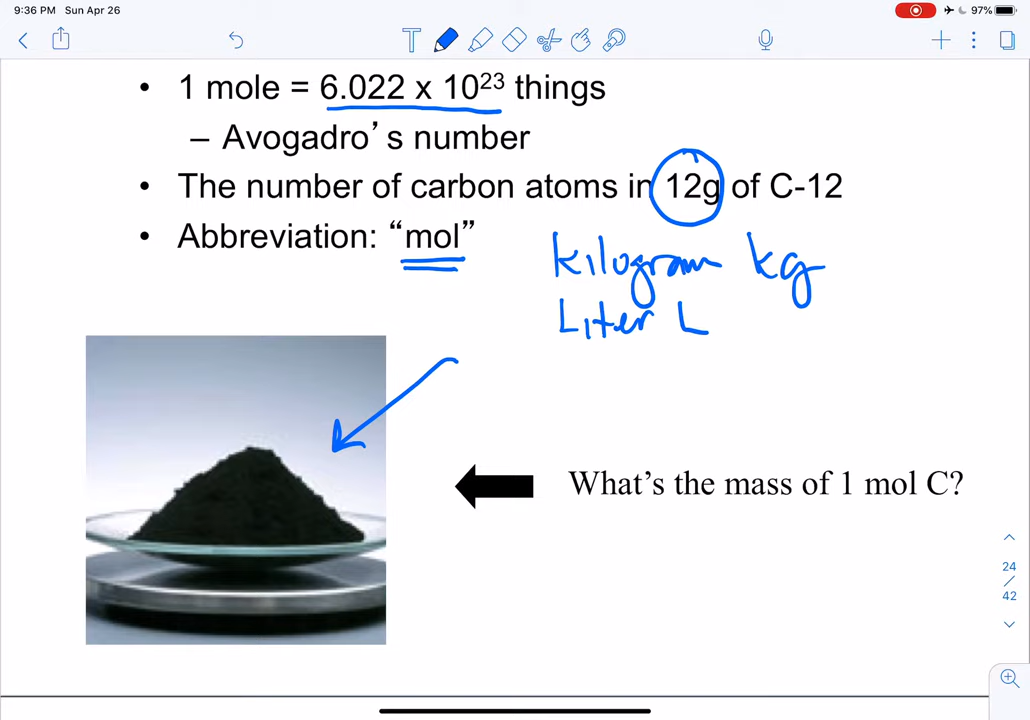 9:36 PM Sun Apr 26
97%
T
• 1 mole = 6.022 x 10²³ things
– Avogadro’s number
• The number of carbon atoms in 12g of C-12
• Abbreviation: “mol”
kilogram kg
Liter L
What’s the mass of 1 mol C?
24
/
42